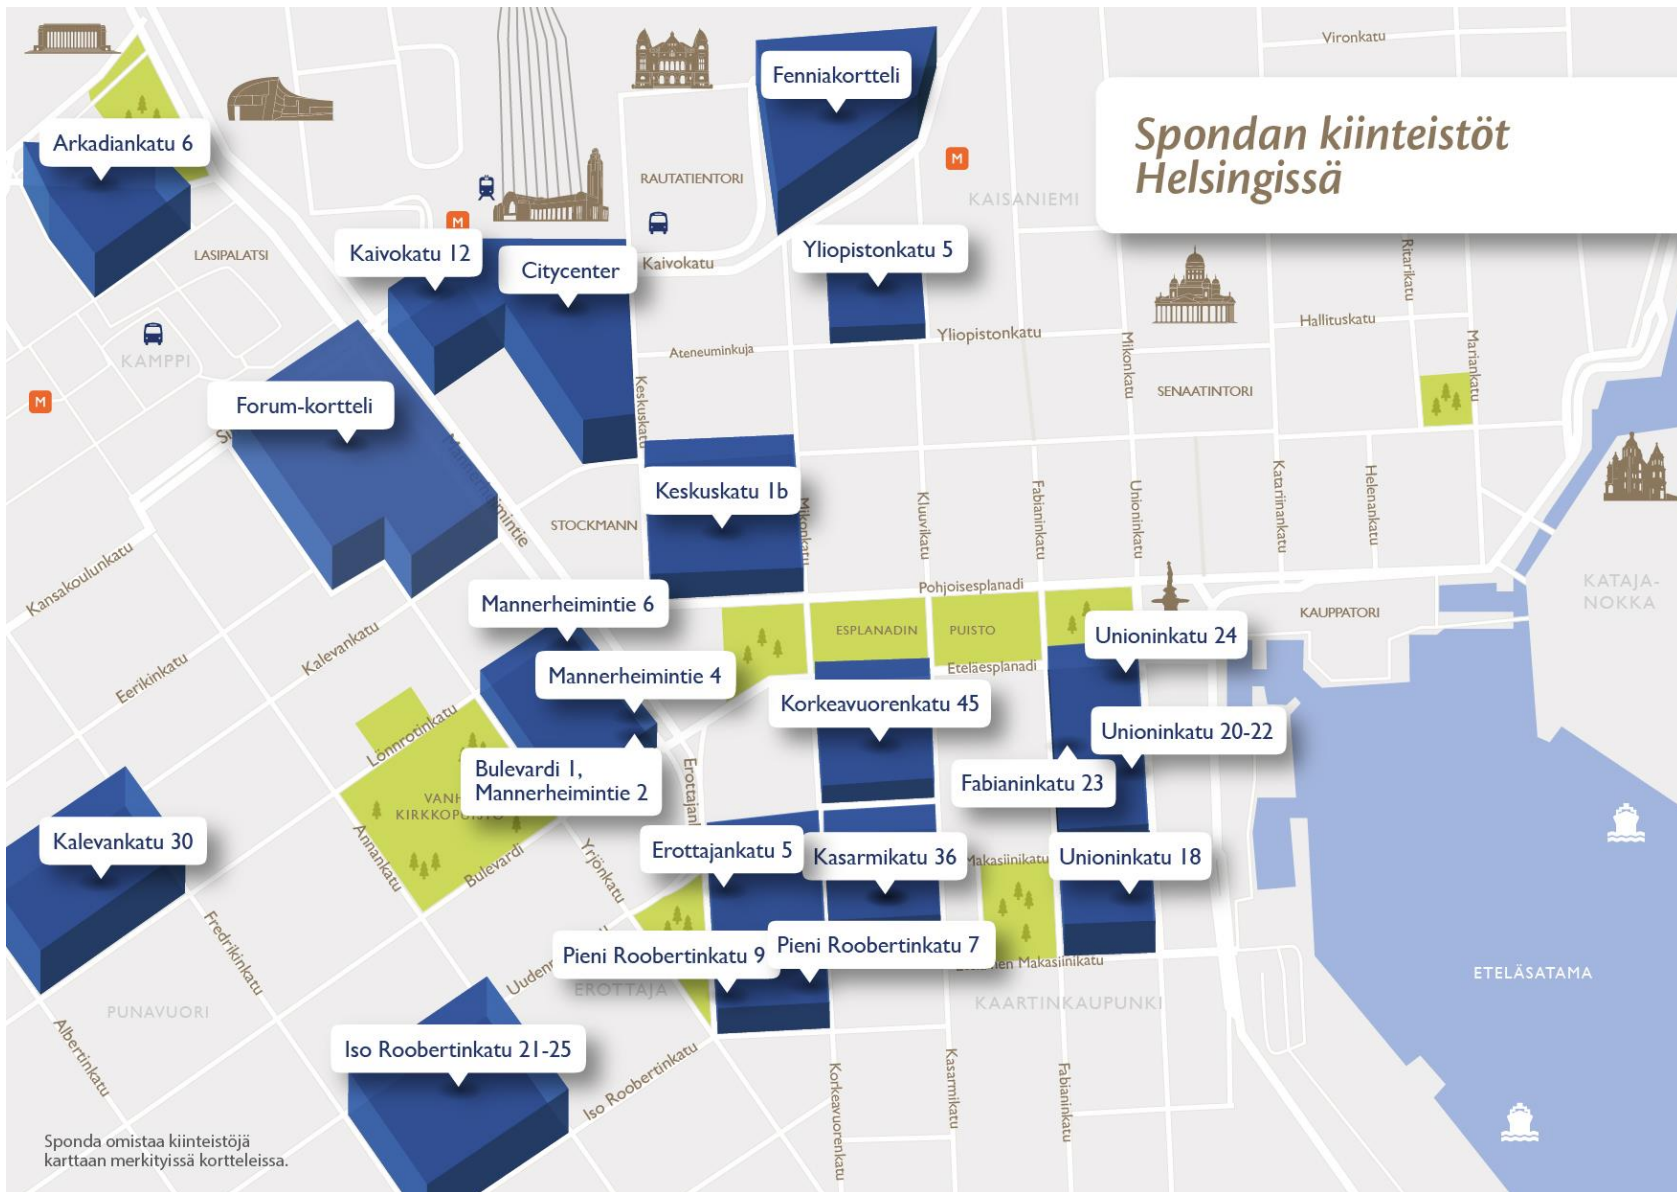 Vironkatu
Fenniakortteli
Spondan kiinteistöt
Helsingissä
Arkadiankatu 6
M
RAUTATIENTORI
KAISANIEMI
M
LASIPALATSI
Kaivokatu 12
Citycenter
Kaivokatu
Yliopistonkatu 5
Ritarikatu
Hallituskatu
Yliopistonkatu
Mikonkatu
Mariankatu
Ateneuminkuja
KAMPPI
M
Keskuskatu
SENAATINTORI
Forum-kortteli
Keskuskatu 1b
Mikonkatu
Kluuvikatu
Fabianinkatu
Unioninkatu
Katariinankatu
Helenankatu
STOCKMANN
Kansakoulunkatu
Pohjoisesplanadi
KATAJA-
NOKKA
KAUPPATORI
Mannerheimintie 6
ESPLANADIN
PUISTO
Unioninkatu 24
Kalevankatu
Eerikinkatu
Eteläesplanadi
Mannerheimintie 4
Korkeavuorenkatu 45
Lönnrotinkatu
Unioninkatu 20-22
Bulevardi 1,
Mannerheimintie 2
Fabianinkatu 23
KIRKKOPUISTO
Kalevankatu 30
Annankatu
Bulevardi
Yrjönkatu
Erottajankatu 5
Kasarmikatu 36
Makasiinikatu
Unioninkatu 18
Fredrikinkatu
Pieni Roobertinkatu 9
Pieni Roobertinkatu 7
Makasiinikatu
ETELÄSATAMA
EROTTAJA
KAARTINKAUPUNKI
PUNAVUORI
Albertinkatu
Iso Roobertinkatu 21-25
Iso Roobertinkatu
Korkeavuorenkatu
Kasarmikatu
Fabianinkatu
Sponda omistaa kiinteistöjä
karttaan merkityissä kortteleissa.